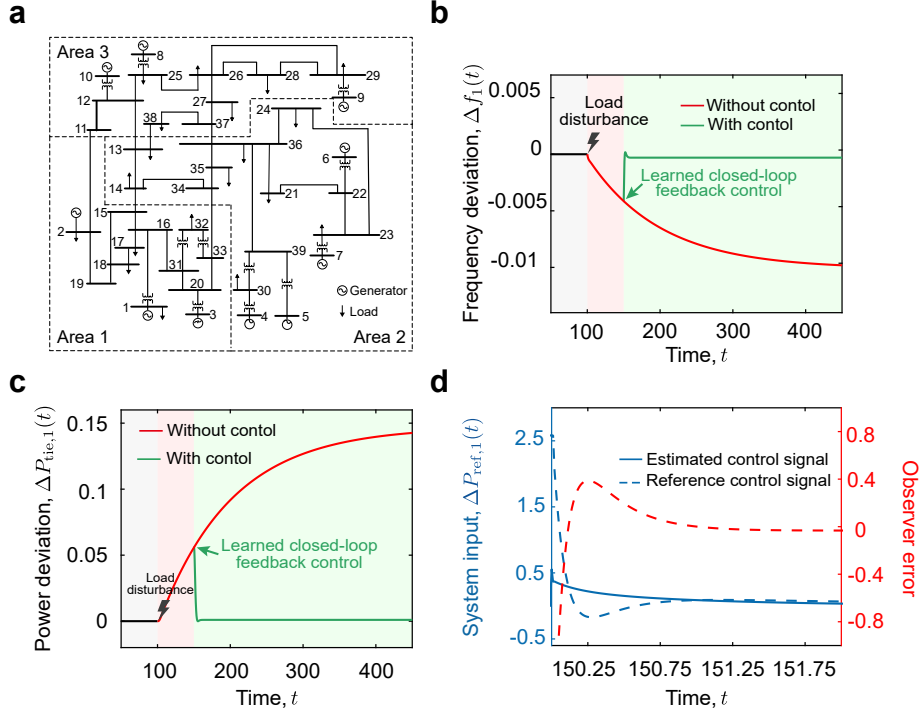 a
Area 3
8
10
25
26
28
29
9
12
11
27
24
38
37
13
36
6
35
14
34
21
22
15
2
16
32
17
18
31
33
39
23
7
19
20
30
1
3
4
5
Generator
Load
Area 1
Area 2
b
Frequency deviation, Δf₁(t)
0.005
0
-0.005
-0.01
Load
disturbance
Without contol
With contol
Learned closed-loop
feedback control
100
200
300
400
Time, t
c
Power deviation, ΔP_{tie,1}(t)
0.15
0.1
0.05
0
Without contol
With contol
Load
disturbance
Learned closed-loop
feedback control
0
100
200
300
400
Time, t
d
System input, ΔP_{ref,1}(t)
2.5
1.5
0.5
-0.5
Estimated control signal
Reference control signal
0.8
0.4
0
-0.4
-0.8
Observer error
150.25
150.75
151.25
151.75
Time, t